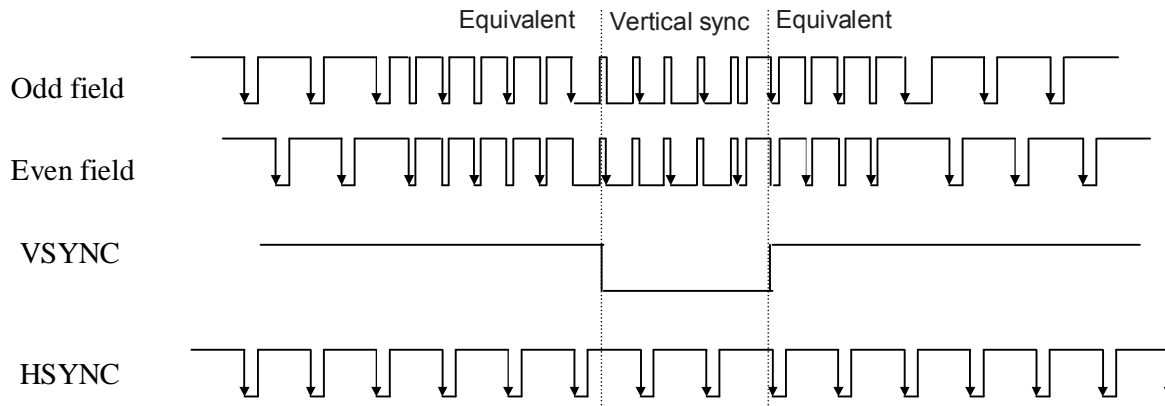 Equivalent Vertical sync Equivalent
Odd field
Even field
VSYNC
HSYNC